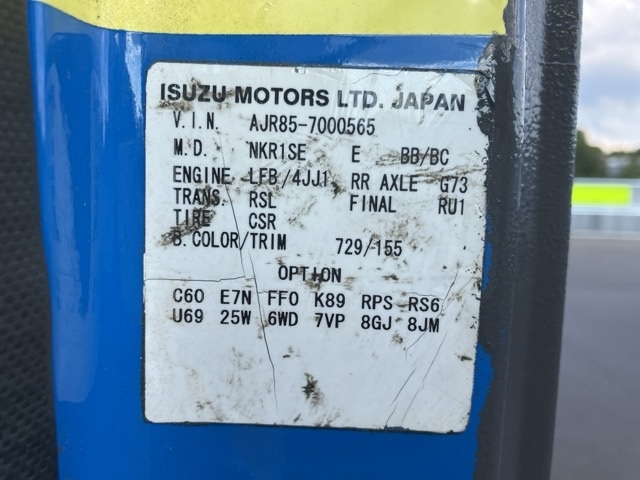 ISUZU MOTORS LTD. JAPAN
V.I.N. AJR85-7000565
M.D. NKR1SE E BB/BC
ENGINE LFB/4JJ1 RR AXLE G73
TRANS. RSL FINAL RU1
TIRE CSR
B.COLOR/TRIM 729/155
OPTION
C60 E7N FF0 K89 RPS RS6
U69 25W 6WD 7VP 8GJ 8JM